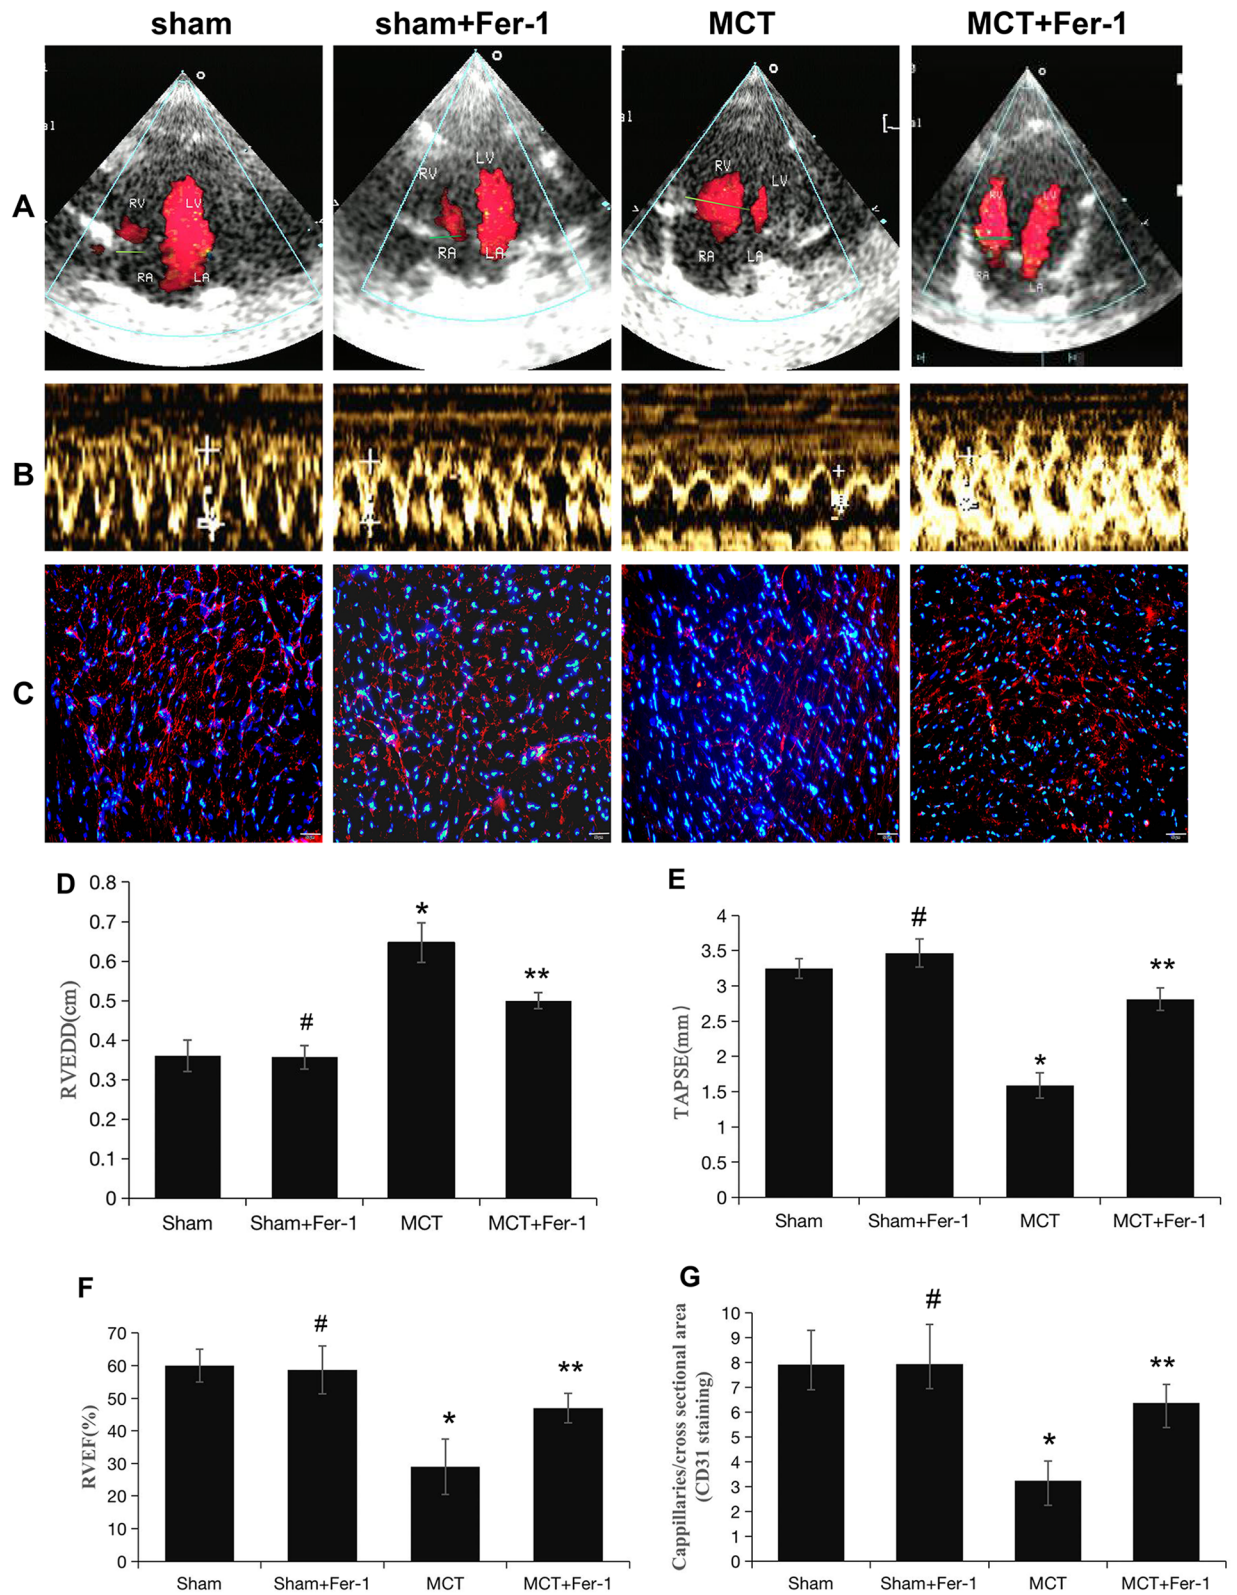 sham sham+Fer-1 MCT MCT+Fer-1
A
al
RV LV
RA LA
RV LV
RA LA
al
RV LV
RA LA
al
RV LV
RA LA
B
C
D
RVEDD(cm)
0.8
0.7
0.6
0.5
0.4
0.3
0.2
0.1
0
# * **
Sham Sham+Fer-1 MCT MCT+Fer-1
E
TAPSE(mm)
4
3.5
3
2.5
2
1.5
1
0.5
0
# * **
Sham Sham+Fer-1 MCT MCT+Fer-1
F
RVEF(%)
70
60
50
40
30
20
10
0
# * **
Sham Sham+Fer-1 MCT MCT+Fer-1
G
Cappillaries/cross sectional area
(CD31 staining)
10
9
8
7
6
5
4
3
2
1
0
# * **
Sham Sham+Fer-1 MCT MCT+Fer-1